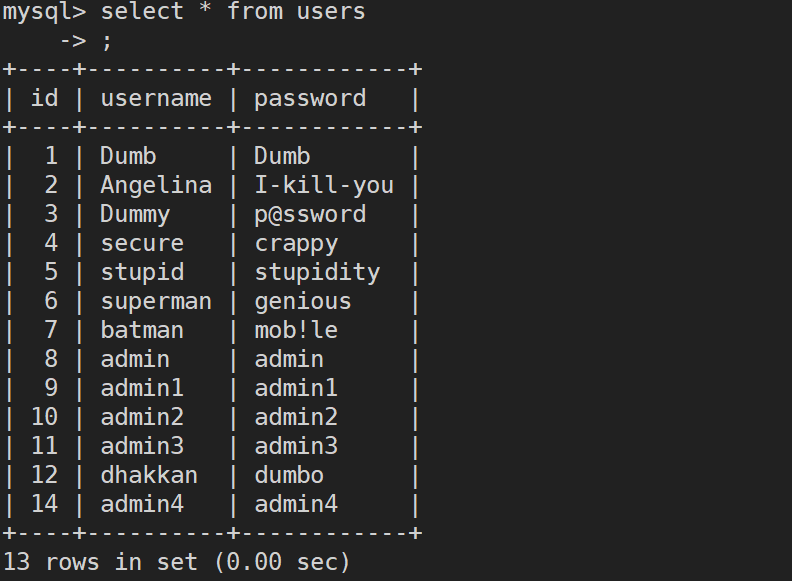 mysql> select * from users
    -> ;
+----+----------+------------+
| id | username | password   |
+----+----------+------------+
|  1 | Dumb     | Dumb       |
|  2 | Angelina | I-kill-you |
|  3 | Dummy    | p@ssword   |
|  4 | secure   | crappy     |
|  5 | stupid   | stupidity  |
|  6 | superman | genious    |
|  7 | batman   | mob!le     |
|  8 | admin    | admin      |
|  9 | admin1   | admin1     |
| 10 | admin2   | admin2     |
| 11 | admin3   | admin3     |
| 12 | dhakkan  | dumbo      |
| 14 | admin4   | admin4     |
+----+----------+------------+
13 rows in set (0.00 sec)